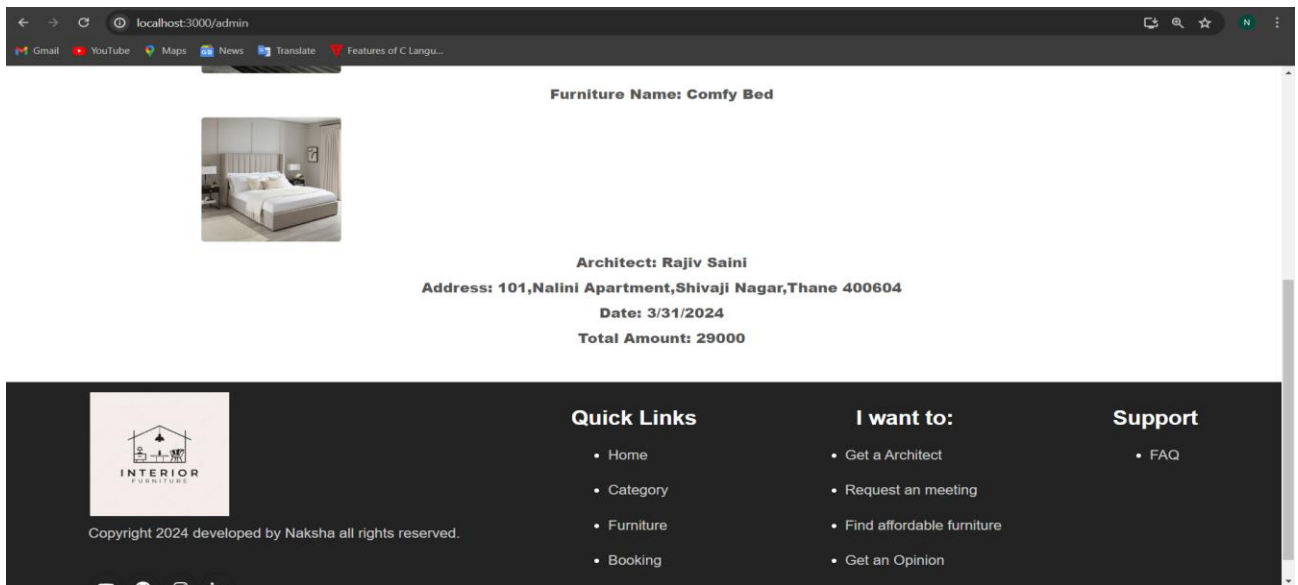 localhost:3000/admin
N
Gmail YouTube Maps News Translate Features of C Langu...
Furniture Name: Comfy Bed
Architect: Rajiv Saini
Address: 101,Nalini Apartment,Shivaji Nagar,Thane 400604
Date: 3/31/2024
Total Amount: 29000
INTERIOR
FURNITURE
Copyright 2024 developed by Naksha all rights reserved.
Quick Links
• Home
• Category
• Furniture
• Booking
I want to:
• Get a Architect
• Request an meeting
• Find affordable furniture
• Get an Opinion
Support
• FAQ